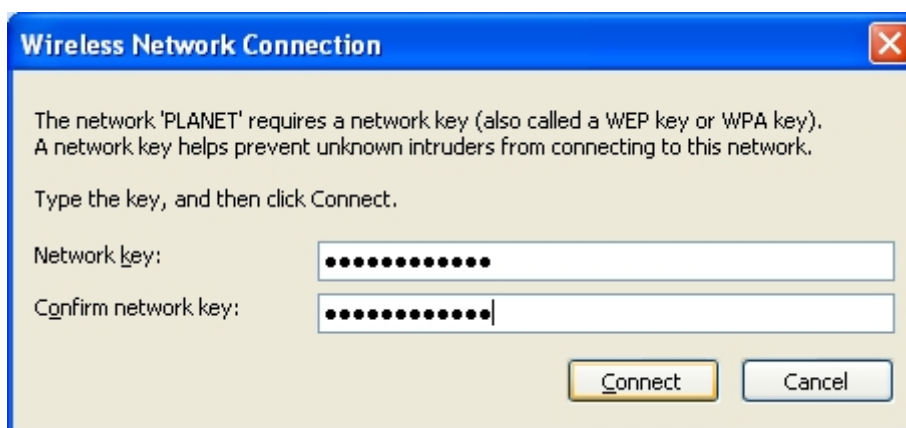 Wireless Network Connection
The network 'PLANET' requires a network key (also called a WEP key or WPA key).
A network key helps prevent unknown intruders from connecting to this network.
Type the key, and then click Connect.
Network key: ••••••••••••
Confirm network key: ••••••••••••
Connect Cancel